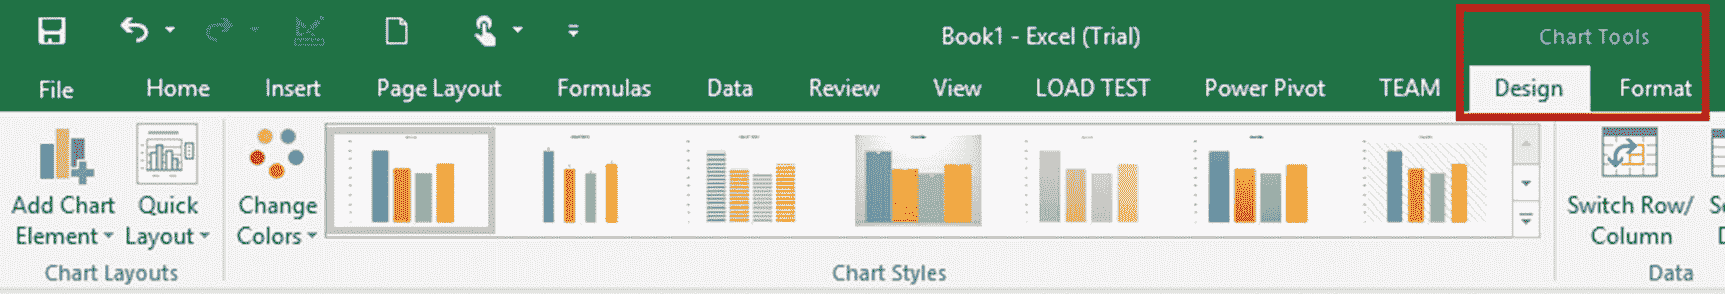 Book1 - Excel (Trial)
Chart Tools
File Home Insert Page Layout Formulas Data Review View LOAD TEST Power Pivot TEAM Design Format
Add Chart Element
Quick Layout
Change Colors
Switch Row/ Column
Chart Layouts
Chart Styles
Data